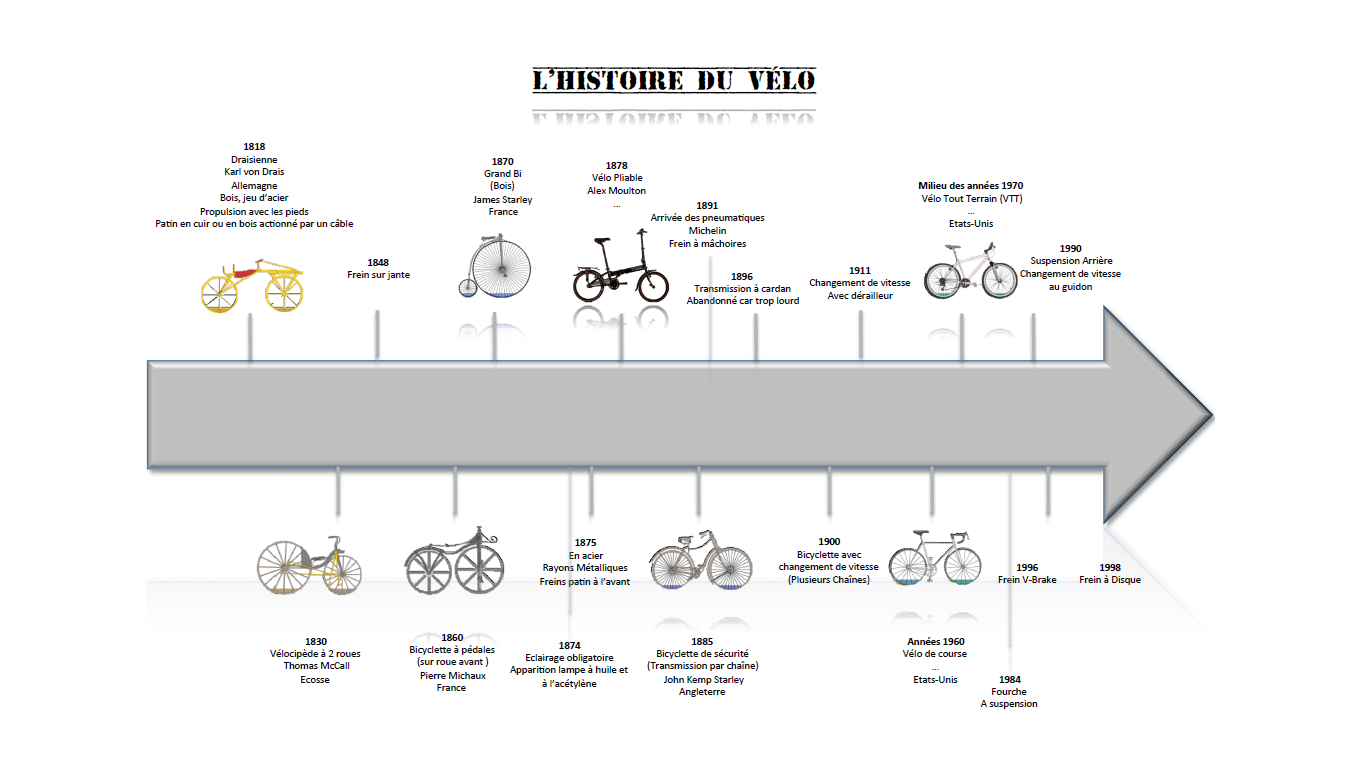 L'HISTOIRE DU VÉLO
1818
Draisienne
Karl von Drais
Allemagne
Bois, jeu d'acier
Propulsion avec les pieds
Patin en cuir ou en bois actionné par un câble
1848
Frein sur jante
1870
Grand Bi
(Bois)
James Starley
France
1878
Vélo Pliable
Alex Moulton
...
1891
Arrivée des pneumatiques
Michelin
Frein à mâchoires
1896
Transmission à cardan
Abandonné car trop lourd
1911
Changement de vitesse
Avec dérailleur
Milieu des années 1970
Vélo Tout Terrain (VTT)
...
Etats-Unis
1990
Suspension Arrière
Changement de vitesse
au guidon
1830
Vélocipède à 2 roues
Thomas McCall
Ecosse
1860
Bicyclette à pédales
(sur roue avant )
Pierre Michaux
France
1874
Eclairage obligatoire
Apparition lampe à huile et
à l'acétylène
1875
En acier
Rayons Métalliques
Freins patin à l'avant
1885
Bicyclette de sécurité
(Transmission par chaîne)
John Kemp Starley
Angleterre
1900
Bicyclette avec
changement de vitesse
(Plusieurs Chaînes)
Années 1960
Vélo de course
...
Etats-Unis
1984
Fourche
A suspension
1996
Frein V-Brake
1998
Frein à Disque